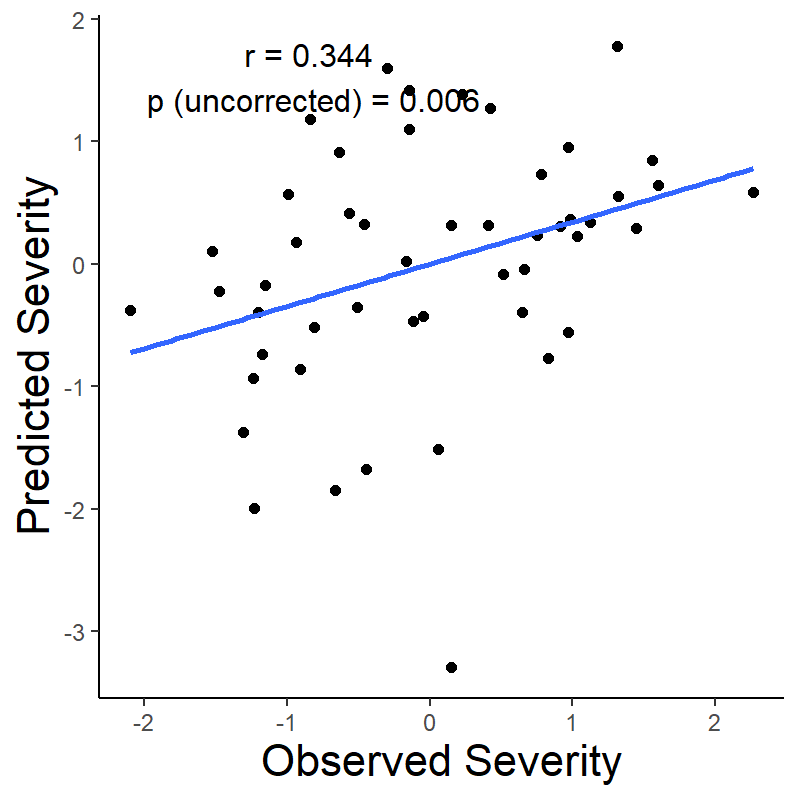 r = 0.344
p (uncorrected) = 0.006
2
1
0
-1
-2
-3
Predicted Severity
-2
-1
0
1
2
Observed Severity